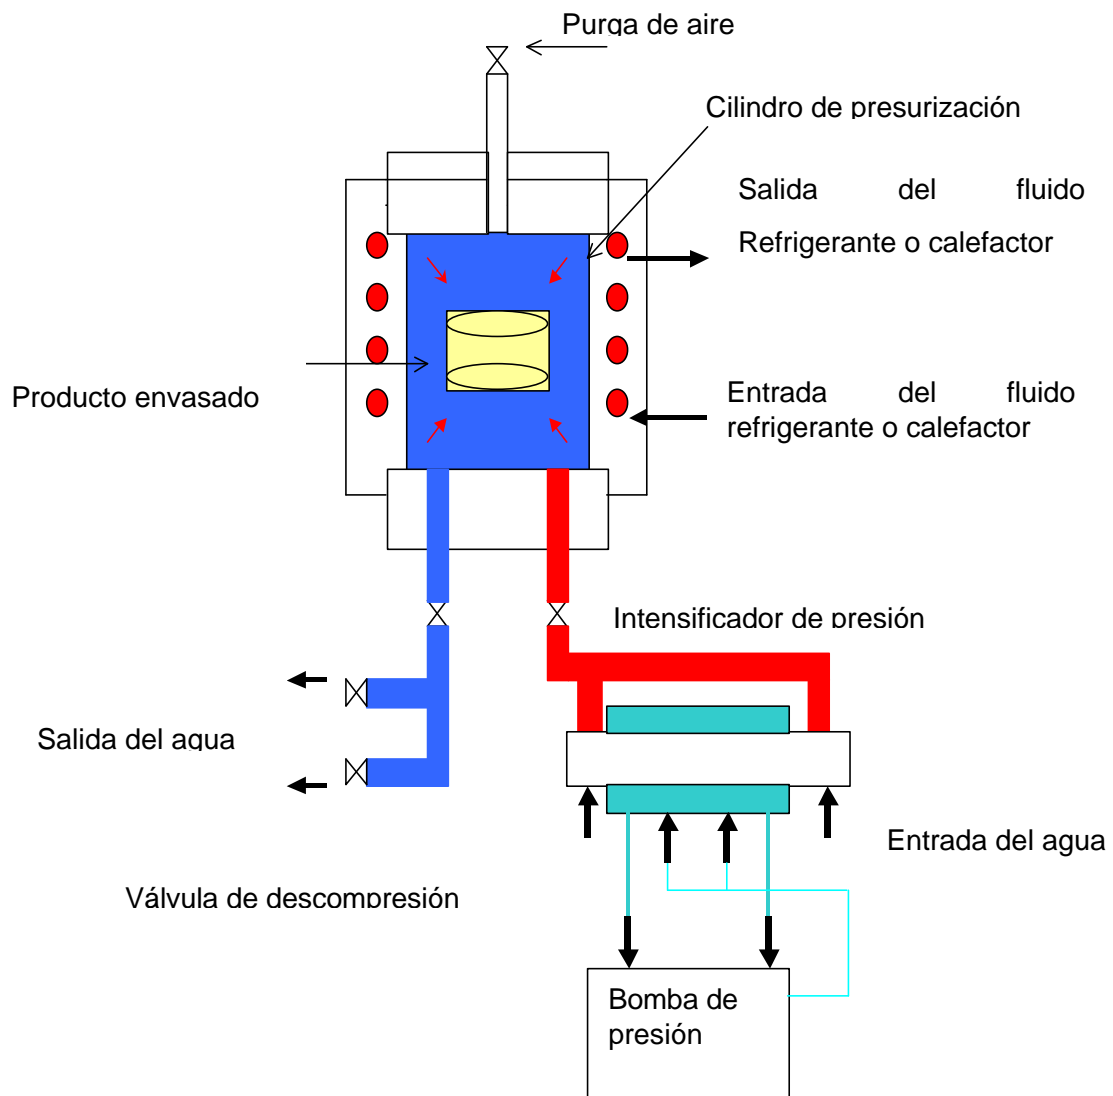 Purga de aire
Cilindro de presurización
Salida del fluido
Refrigerante o calefactor
Producto envasado
Entrada del fluido
refrigerante o calefactor
Intensificador de presión
Salida del agua
Entrada del agua
Válvula de descompresión
Bomba de
presión